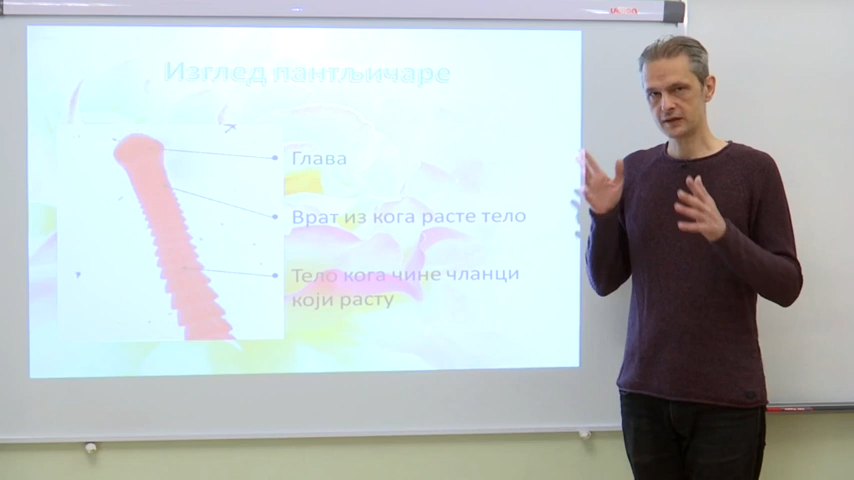 Изглед пантљичаре
Глава
Врат из кога расте тело
Тело кога чине чланци
који расту